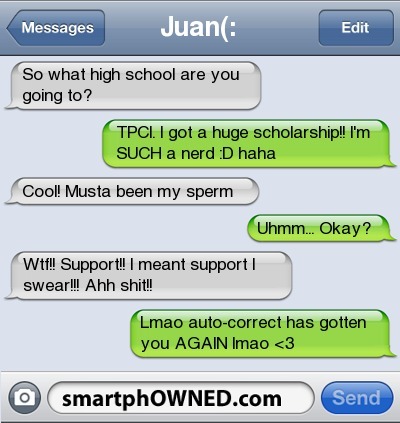 Messages
Juan(:
Edit
So what high school are you
going to?
TPCI. I got a huge scholarship!! I'm
SUCH a nerd :D haha
Cool! Musta been my sperm
Uhmm... Okay?
Wtf!! Support!! I meant support I
swear!!! Ahh shit!!
Lmao auto-correct has gotten
you AGAIN lmao <3
smartphOWNED.com
Send